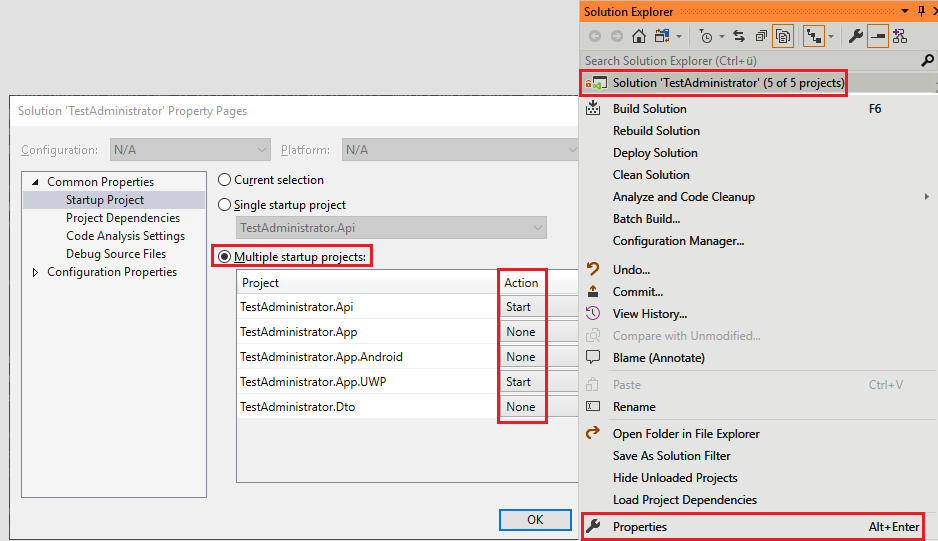 Solution 'TestAdministrator' Property Pages
Configuration: N/A Platform: N/A
Common Properties
Startup Project
Project Dependencies
Code Analysis Settings
Debug Source Files
Configuration Properties
Current selection
Single startup project
TestAdministrator.Api
Multiple startup projects:
Project Action
TestAdministrator.Api Start
TestAdministrator.App None
TestAdministrator.App.Android None
TestAdministrator.App.UWP Start
TestAdministrator.Dto None
OK
Solution Explorer
Search Solution Explorer (Ctrl+ü)
Solution 'TestAdministrator' (5 of 5 projects)
Build Solution F6
Rebuild Solution
Deploy Solution
Clean Solution
Analyze and Code Cleanup
Batch Build...
Configuration Manager...
Undo...
Commit...
View History...
Compare with Unmodified...
Blame (Annotate)
Paste Ctrl+V
Rename
Open Folder in File Explorer
Save As Solution Filter
Hide Unloaded Projects
Load Project Dependencies
Properties Alt+Enter